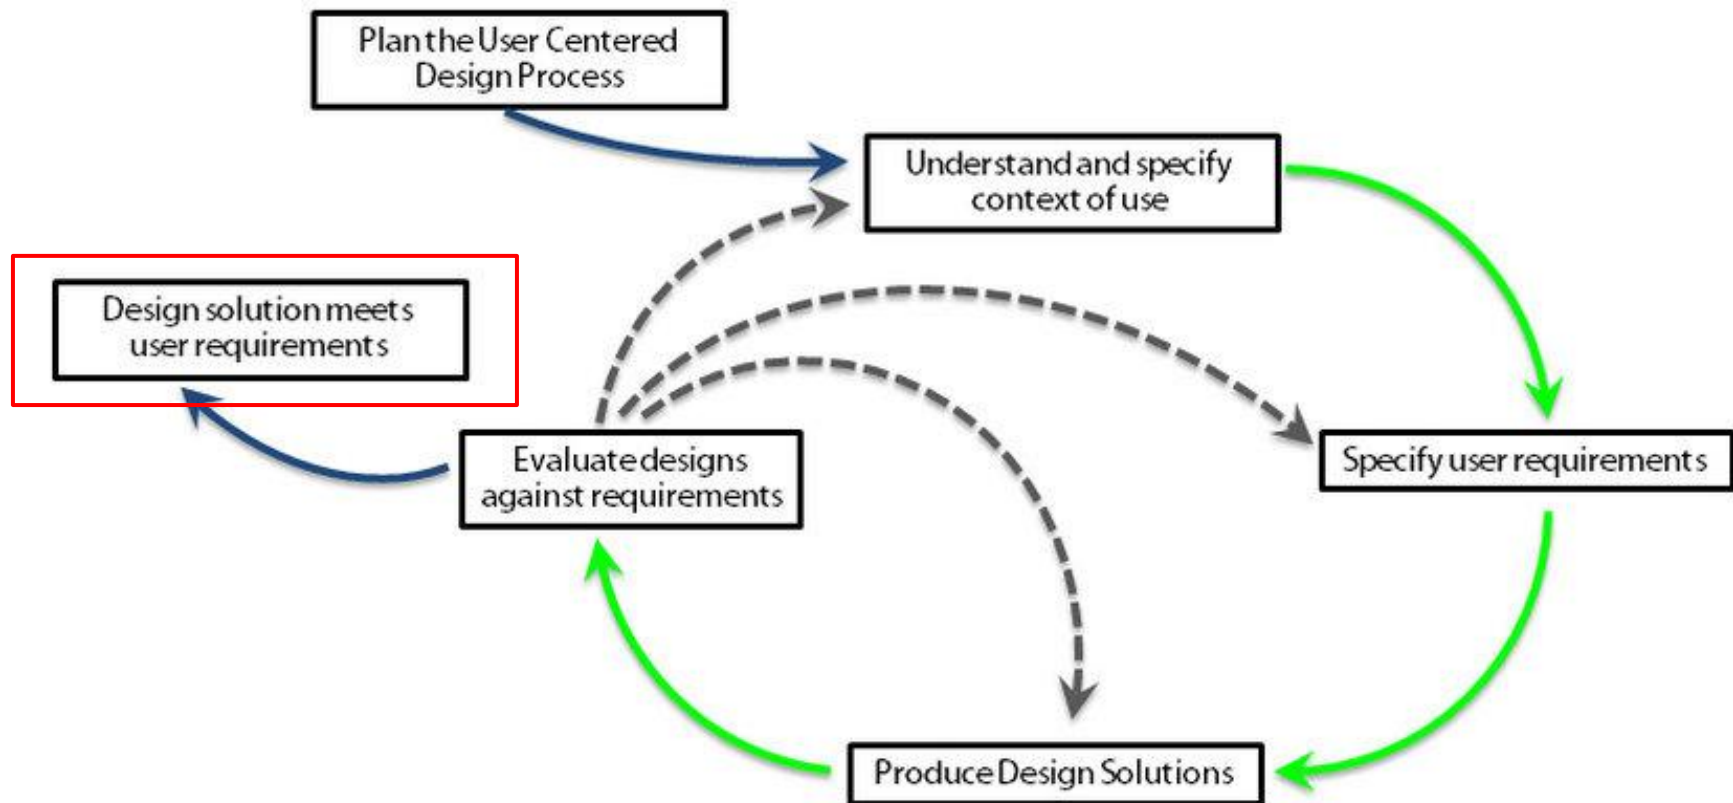 Plan the User Centered
Design Process
Understand and specify
context of use
Design solution meets
user requirements
Evaluate designs
against requirements
Specify user requirements
Produce Design Solutions